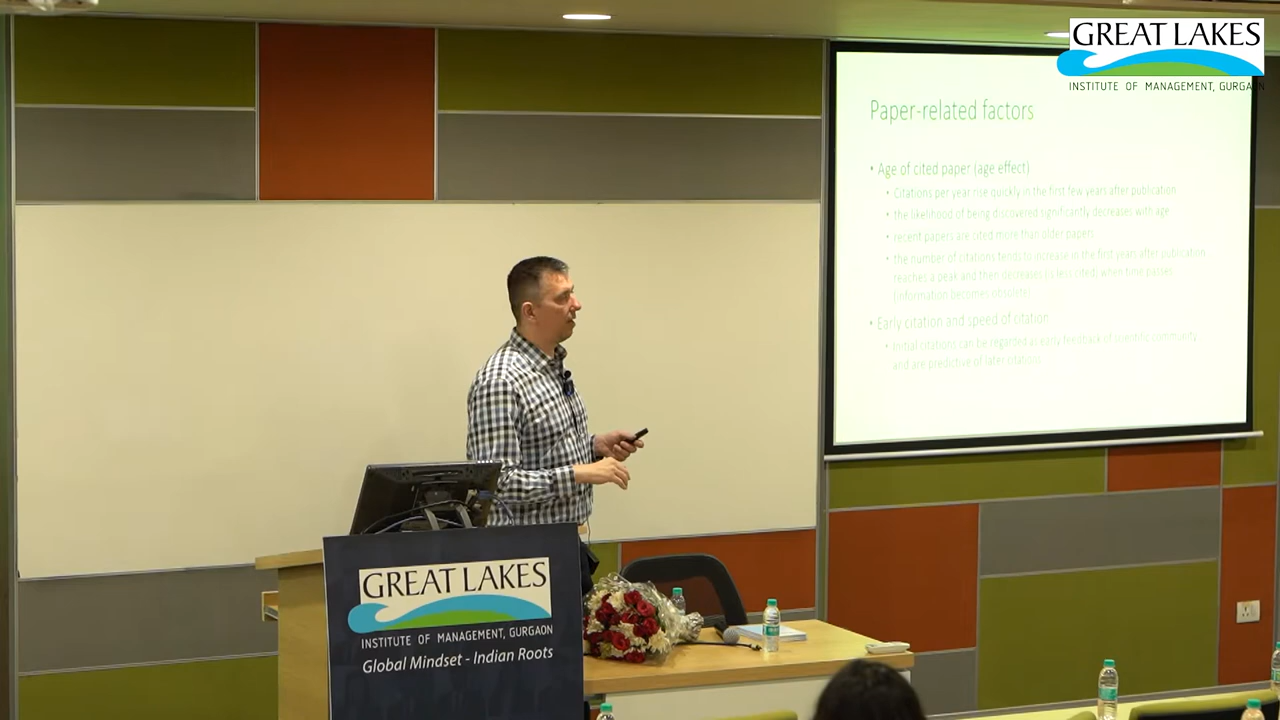 GREAT LAKES
INSTITUTE OF MANAGEMENT, GURGAON
Paper-related factors
• Age of cited paper (age effect)
• Citations per year rise quickly in the first few years after publication
• the likelihood of being discovered significantly decreases with age
• recent papers are cited more than older papers
• the number of citations tends to increase in the first years after publication
reaches a peak and then decreases (is less cited) when time passes
(information becomes obsolete)
• Early citation and speed of citation
• Initial citations can be regarded as early feedback of scientific community
and are predictive of later citations
GREAT LAKES
INSTITUTE OF MANAGEMENT, GURGAON
Global Mindset - Indian Roots